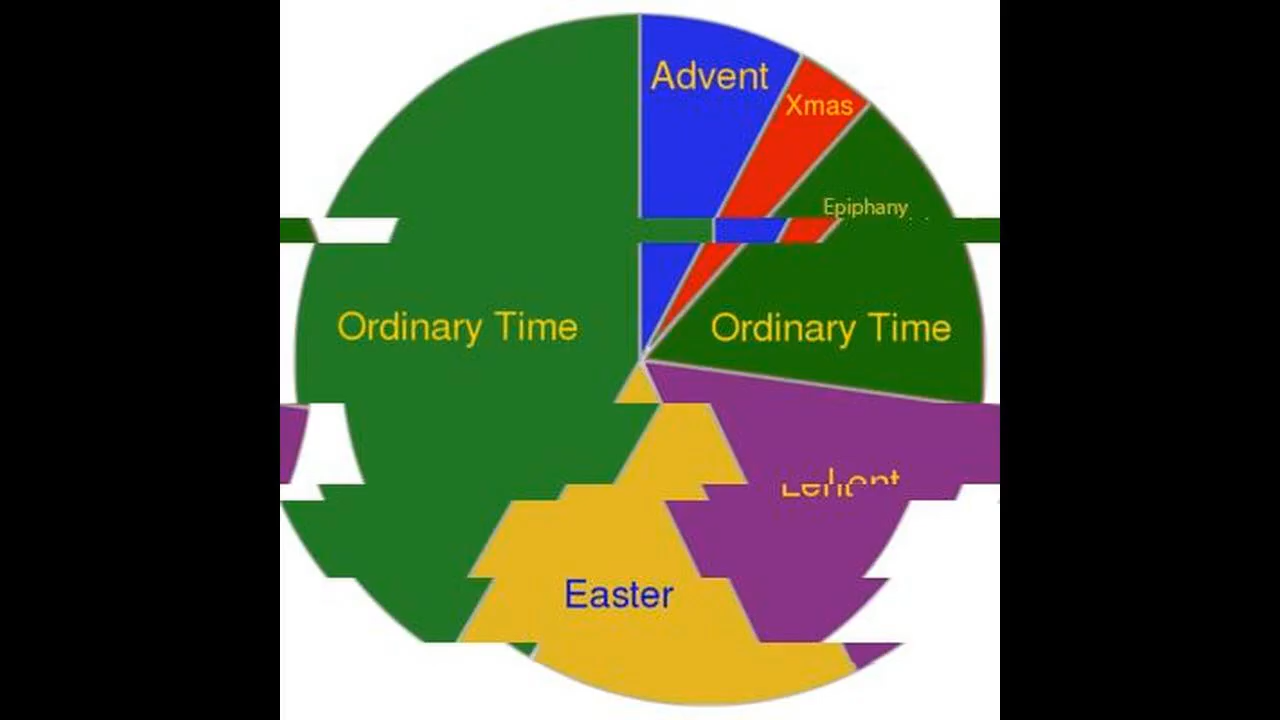 Advent
Xmas
Epiphany
Ordinary Time
Ordinary Time
Easter